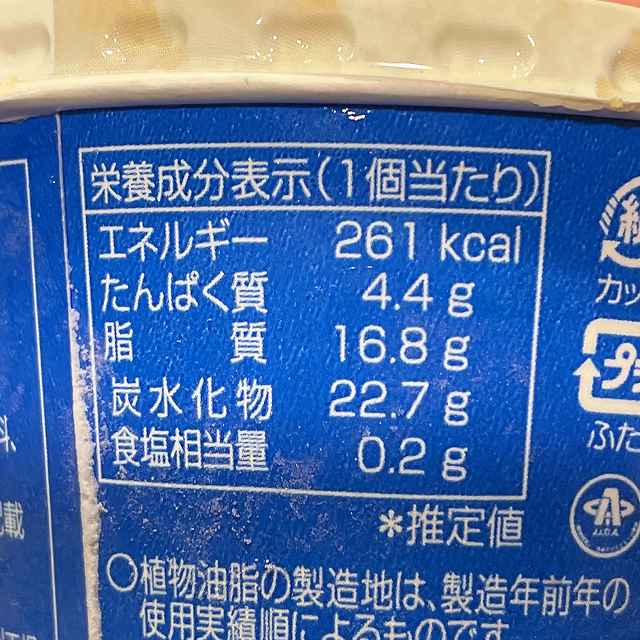 栄養成分表示(1個当たり)
エネルギー 261 kcal
たんぱく質 4.4 g
脂質 16.8 g
炭水化物 22.7 g
食塩相当量 0.2 g
*推定値
○植物油脂の製造地は、製造年前年の
使用実績順によるものです
紙
カッ
プラ
ふた
載